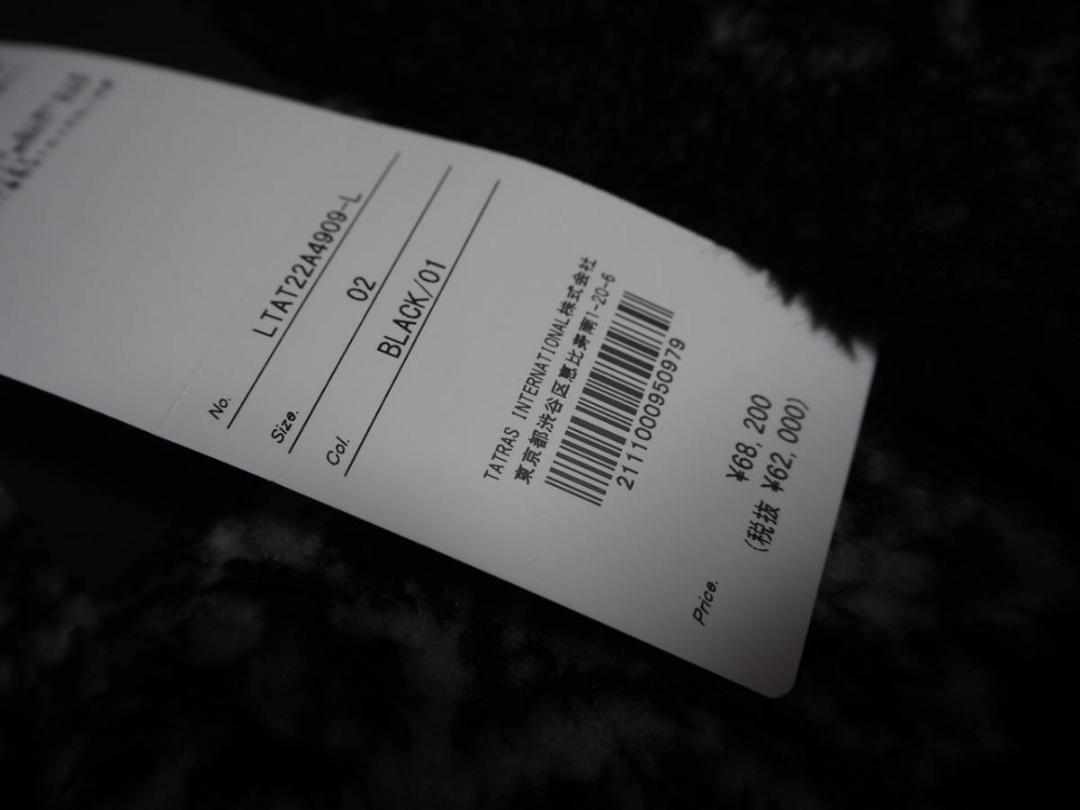 No. LTAT22A4909-L
Size. 02
Col. BLACK/01
TATRAS INTERNATIONAL株式会社
東京都渋谷区恵比寿南1-20-6
2111000950979
¥68,200
Price. (税抜 ¥62,000)